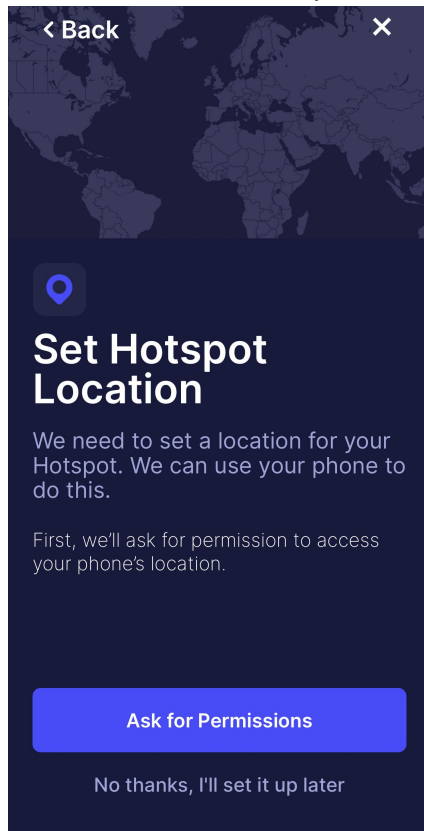 Back
Set Hotspot
Location
We need to set a location for your
Hotspot. We can use your phone to
do this.
First, we’ll ask for permission to access
your phone’s location.
Ask for Permissions
No thanks, I'll set it up later